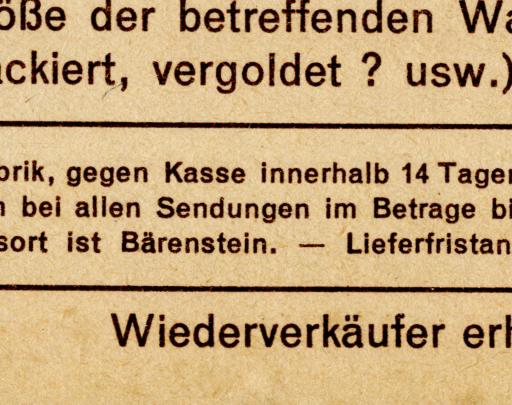 öße der betreffenden Wa
ackiert, vergoldet ? usw.)
brik, gegen Kasse innerhalb 14 Tagen
n bei allen Sendungen im Betrage bi
sort ist Bärenstein. — Lieferfristan
Wiederverkäufer erh